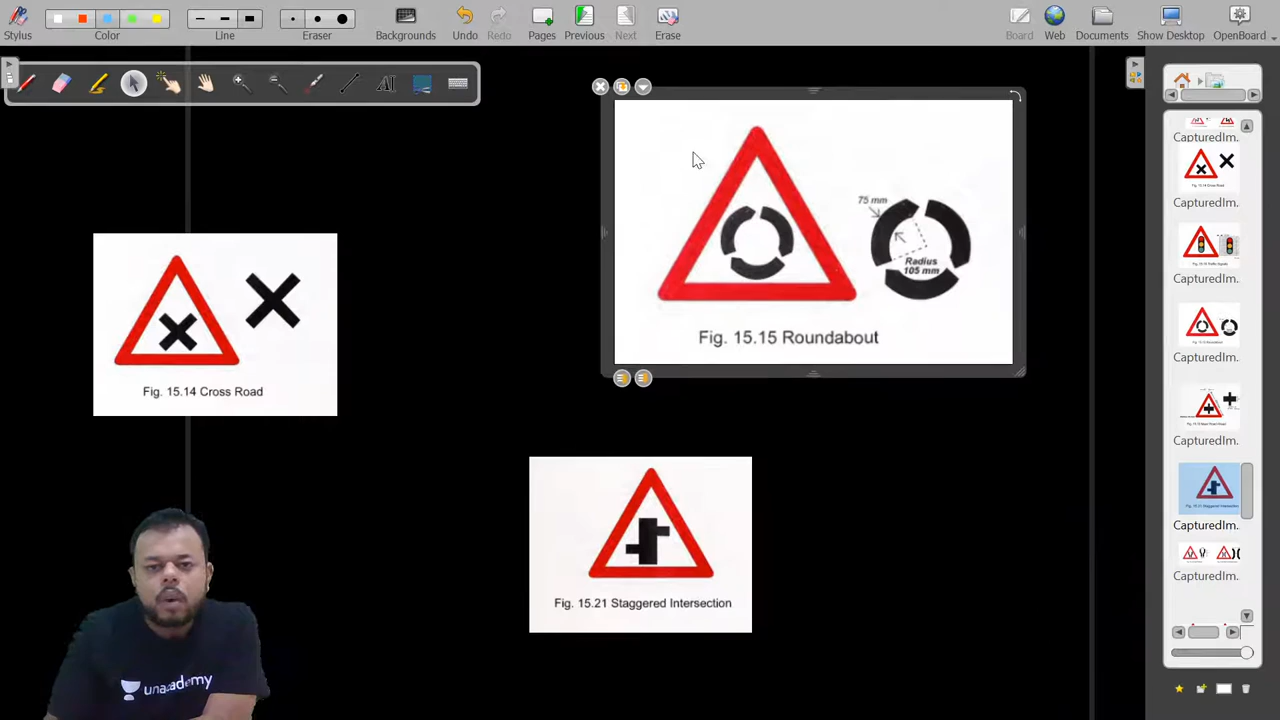 Stylus
Color
Line
Eraser
Backgrounds
Undo
Redo
Pages
Previous
Next
Erase
Board
Web
Documents
Show Desktop
OpenBoard
75 mm
Radius
105 mm
Fig. 15.15 Roundabout
Fig. 15.14 Cross Road
Fig. 15.21 Staggered Intersection
unacademy
CapturedIm.
CapturedIm.
CapturedIm.
CapturedIm.
CapturedIm.
CapturedIm.
CapturedIm.